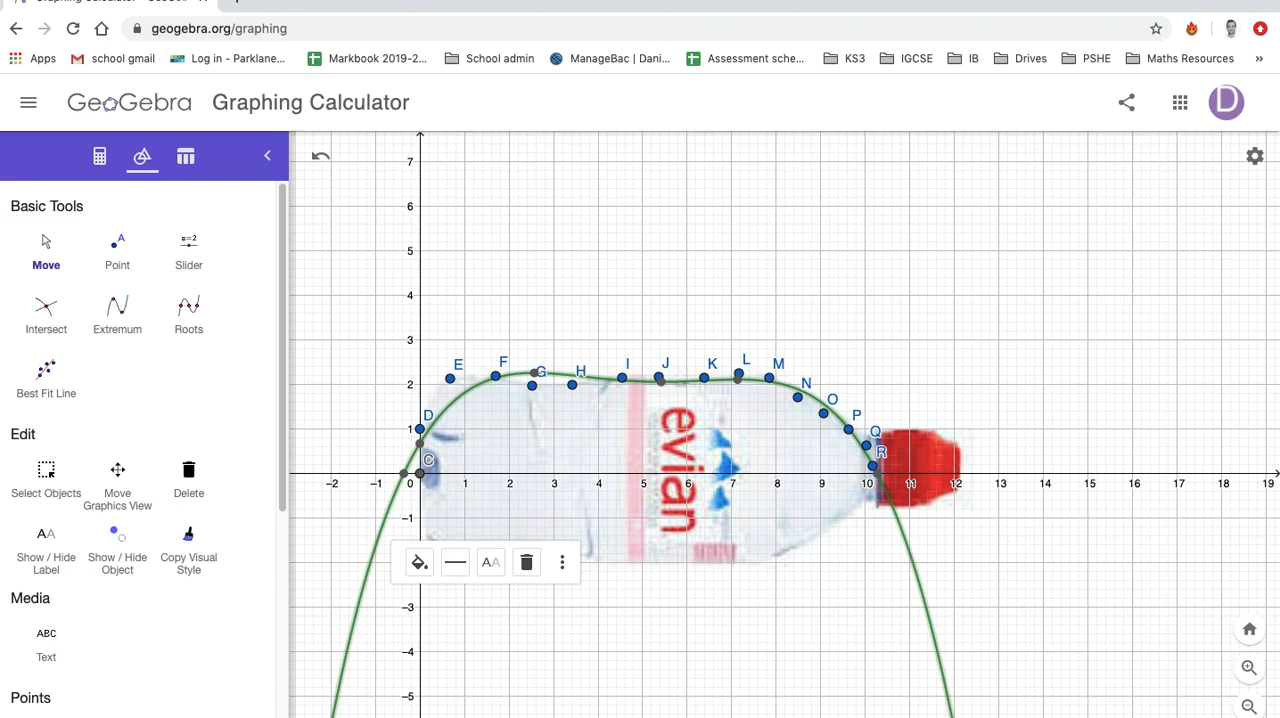 geogebra.org/graphing
Apps school gmail Log in - Parklane... Markbook 2019-2... School admin ManageBac | Dani... Assessment sche... KS3 IGCSE IB Drives PSHE Maths Resources »
GeoGebra Graphing Calculator D
Basic Tools
Move Point a=2 Slider
A
Intersect Extremum Roots
Best Fit Line
Edit
Select Objects Move Graphics View Delete
AA
Show / Hide Label Show / Hide Object Copy Visual Style
Media
ABC
Text
Points
7
6
5
4
3
2
1
−1
−3
−4
−5
−2 −1 0 1 2 3 4 5 6 7 8 9 10 11 12 13 14 15 16 17 18 19
C D E F G H I J K L M N O P Q R
evian
AA